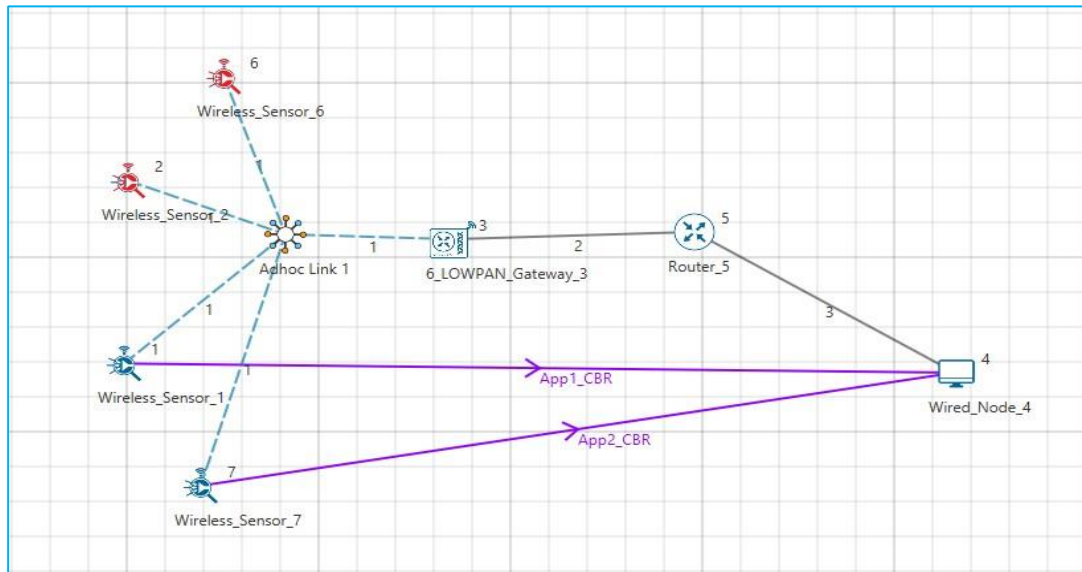 6
Wireless_Sensor_6
1
2
Wireless_Sensor_2
1
Adhoc Link 1
1
3
6_LOWPAN_Gateway_3
2
5
Router_5
3
1
1
Wireless_Sensor_1
1
App1_CBR
4
Wired_Node_4
App2_CBR
7
Wireless_Sensor_7